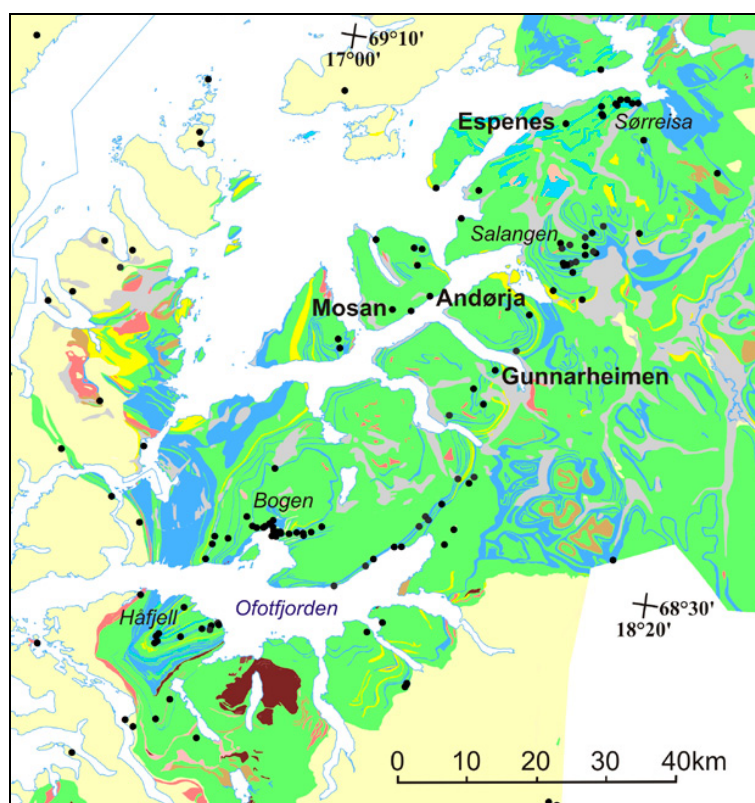 69°10'
17°00'
Espenes
Sørreisa
Salangen
Mosan
Andørja
Gunnarheimen
Bogen
Håfjell
Ofotfjorden
68°30'
18°20'
0 10 20 30 40km